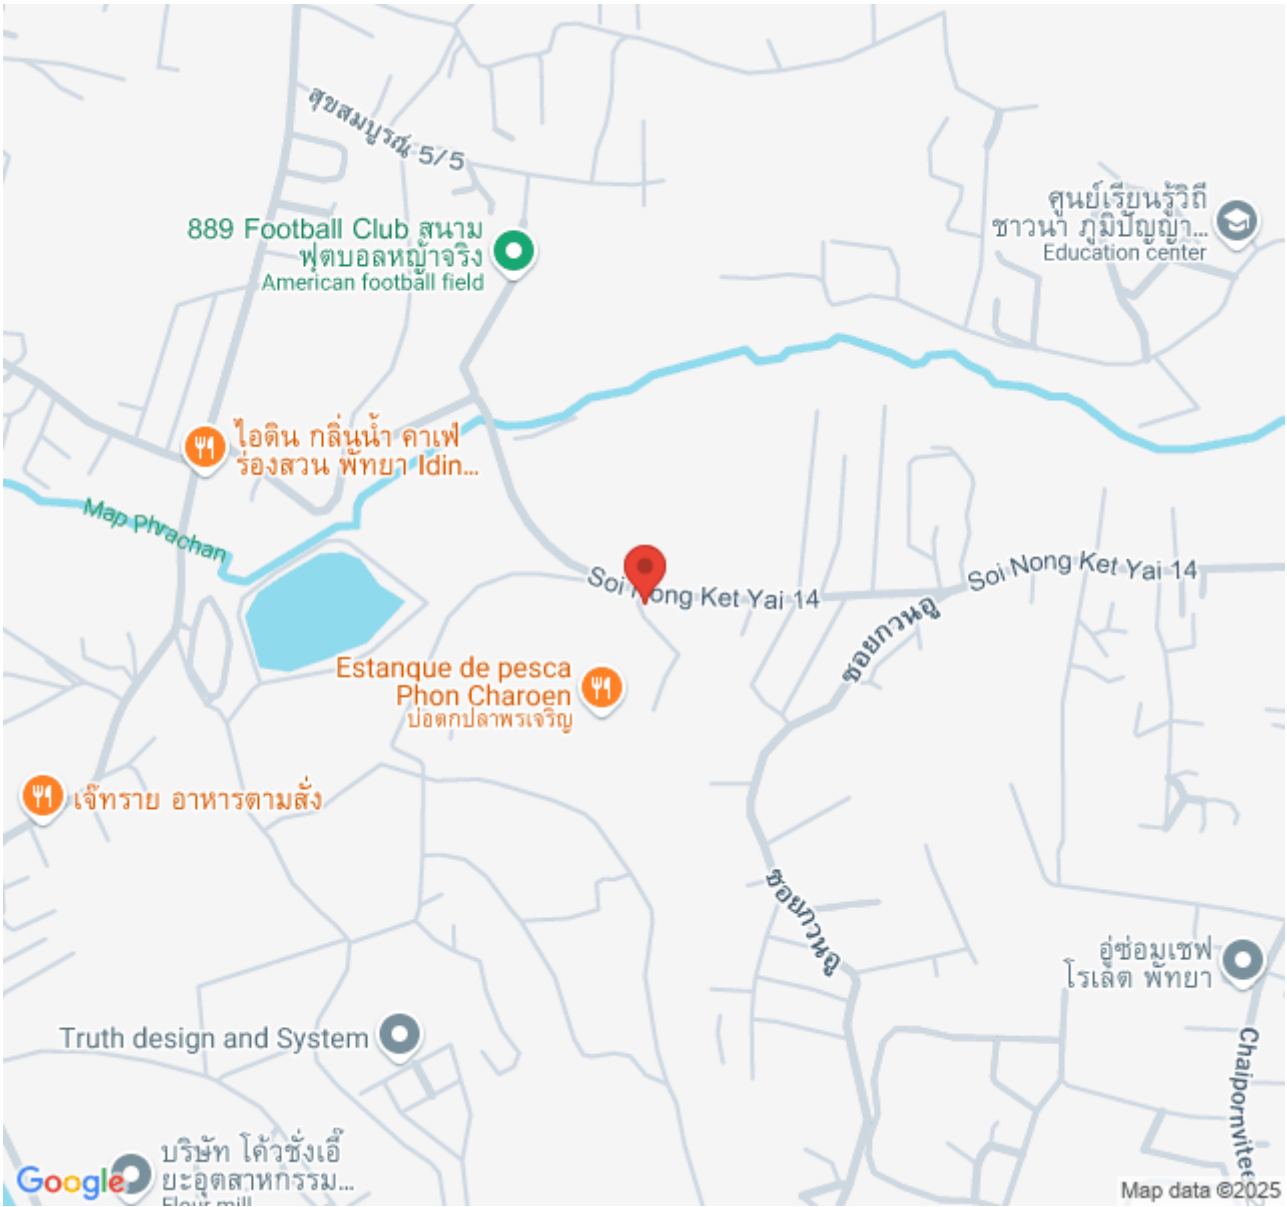 สุขสมบูรณ์ 5/5
ศูนย์เรียนรู้วิถี
ชาวนา ภูมิปัญญา...
Education center
889 Football Club สนาม
ฟุตบอลหญ้าจริง
American football field
ไอดิน กลิ่นน้ำ คาเฟ่
ร่องสวน พัทยา Idin...
Map Phrachan
Soi Nong Ket Yai 14
Soi Nong Ket Yai 14
ซอยกวนอู
Estanque de pesca
Phon Charoen
บ่อตกปลาพรเจริญ
เจ๊ทราย อาหารตามสั่ง
ซอยกวนอู
อู่ซ่อมเชฟ
โรเล็ต พัทยา
Truth design and System
Chaipornvitee
บริษัท โค้วชั่งเอี๊
ยะอุตสาหกรรม...
Flour mill
Google
Map data ©2025